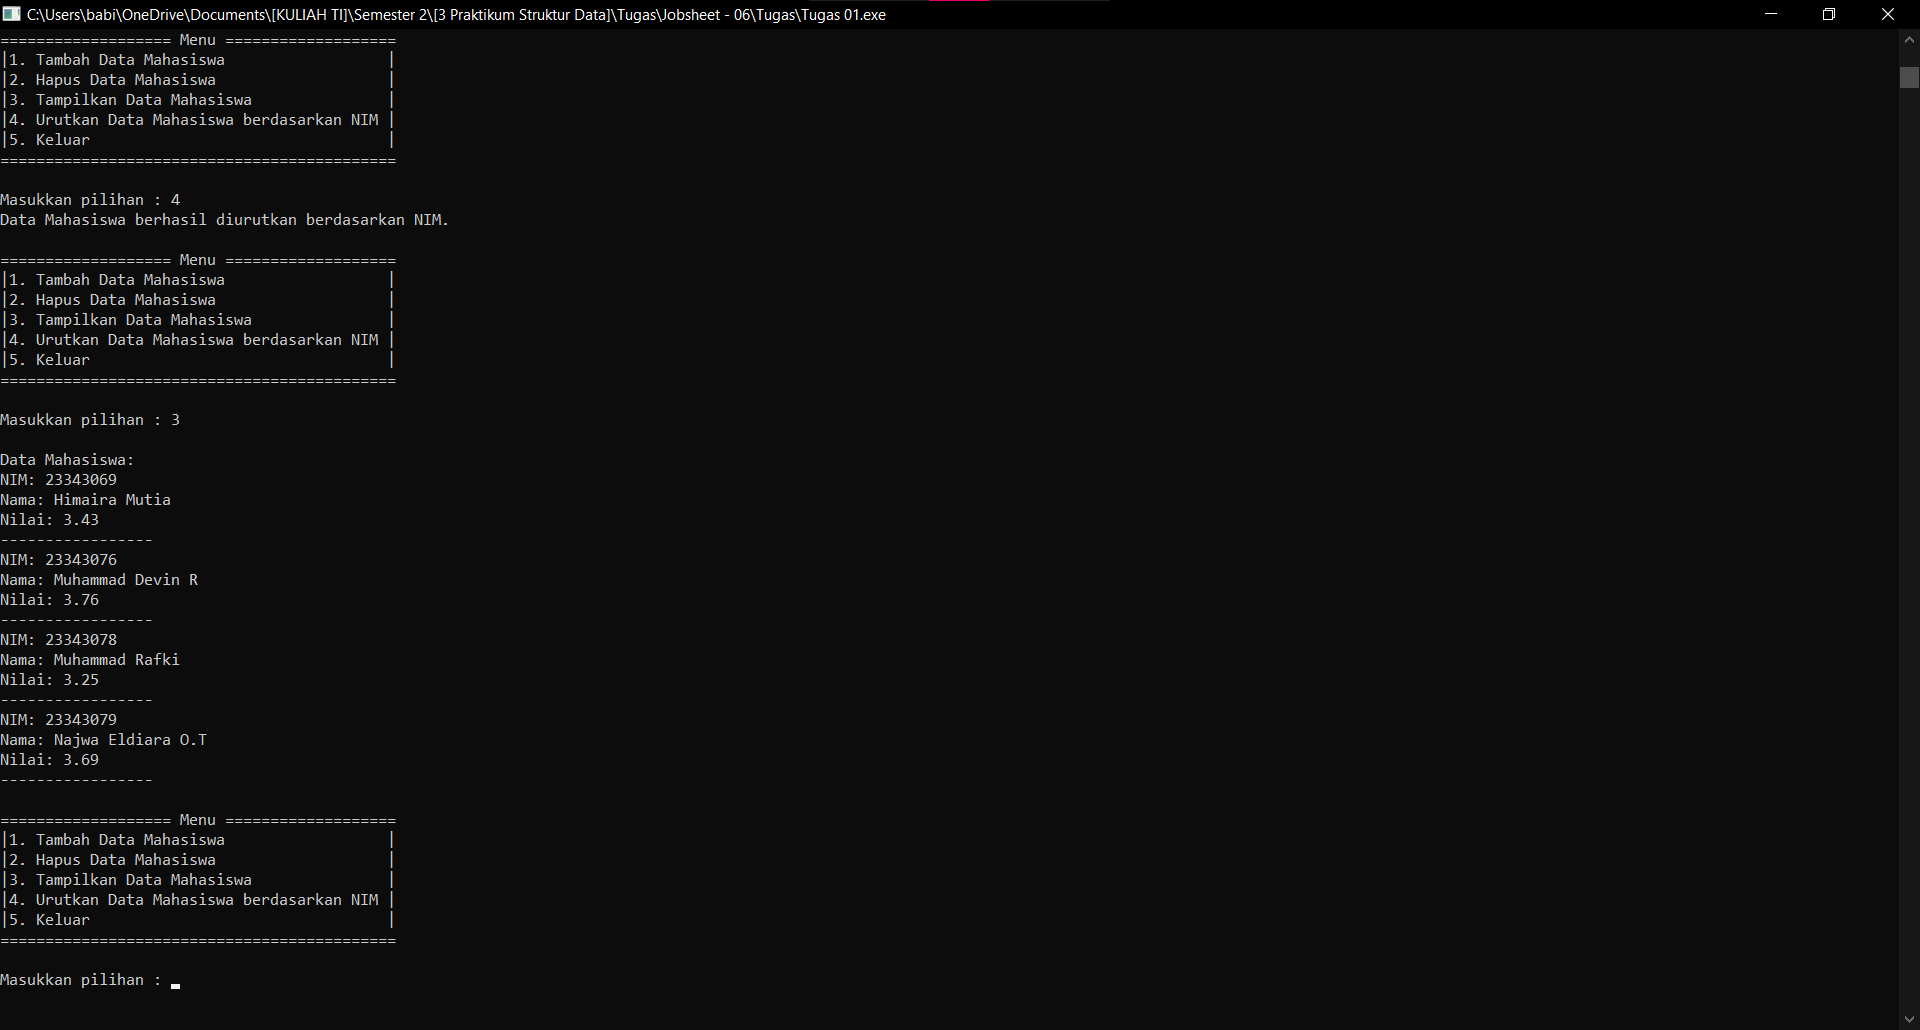 C:\Users\babi\OneDrive\Documents\[KULIAH TI]\Semester 2\[3 Praktikum Struktur Data]\Tugas\Jobsheet - 06\Tugas\Tugas 01.exe
=================== Menu ===================
|1. Tambah Data Mahasiswa                  |
|2. Hapus Data Mahasiswa                   |
|3. Tampilkan Data Mahasiswa               |
|4. Urutkan Data Mahasiswa berdasarkan NIM |
|5. Keluar                                 |
============================================
Masukkan pilihan : 4
Data Mahasiswa berhasil diurutkan berdasarkan NIM.
=================== Menu ===================
|1. Tambah Data Mahasiswa                  |
|2. Hapus Data Mahasiswa                   |
|3. Tampilkan Data Mahasiswa               |
|4. Urutkan Data Mahasiswa berdasarkan NIM |
|5. Keluar                                 |
============================================
Masukkan pilihan : 3
Data Mahasiswa:
NIM: 23343069
Nama: Himaira Mutia
Nilai: 3.43
-----------------
NIM: 23343076
Nama: Muhammad Devin R
Nilai: 3.76
-----------------
NIM: 23343078
Nama: Muhammad Rafki
Nilai: 3.25
-----------------
NIM: 23343079
Nama: Najwa Eldiara O.T
Nilai: 3.69
-----------------
=================== Menu ===================
|1. Tambah Data Mahasiswa                  |
|2. Hapus Data Mahasiswa                   |
|3. Tampilkan Data Mahasiswa               |
|4. Urutkan Data Mahasiswa berdasarkan NIM |
|5. Keluar                                 |
============================================
Masukkan pilihan :